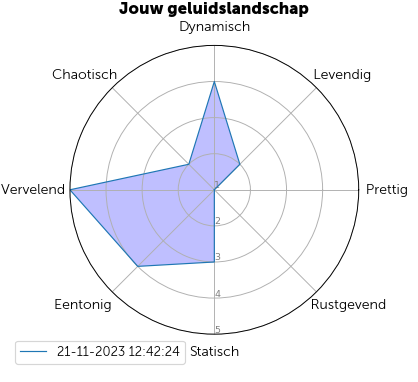 Jouw geluidslandschap
Dynamisch
Chaotisch
Levendig
Vervelend
1
Prettig
2
3
4
Eentonig
Rustgevend
5
21-11-2023 12:42:24
Statisch